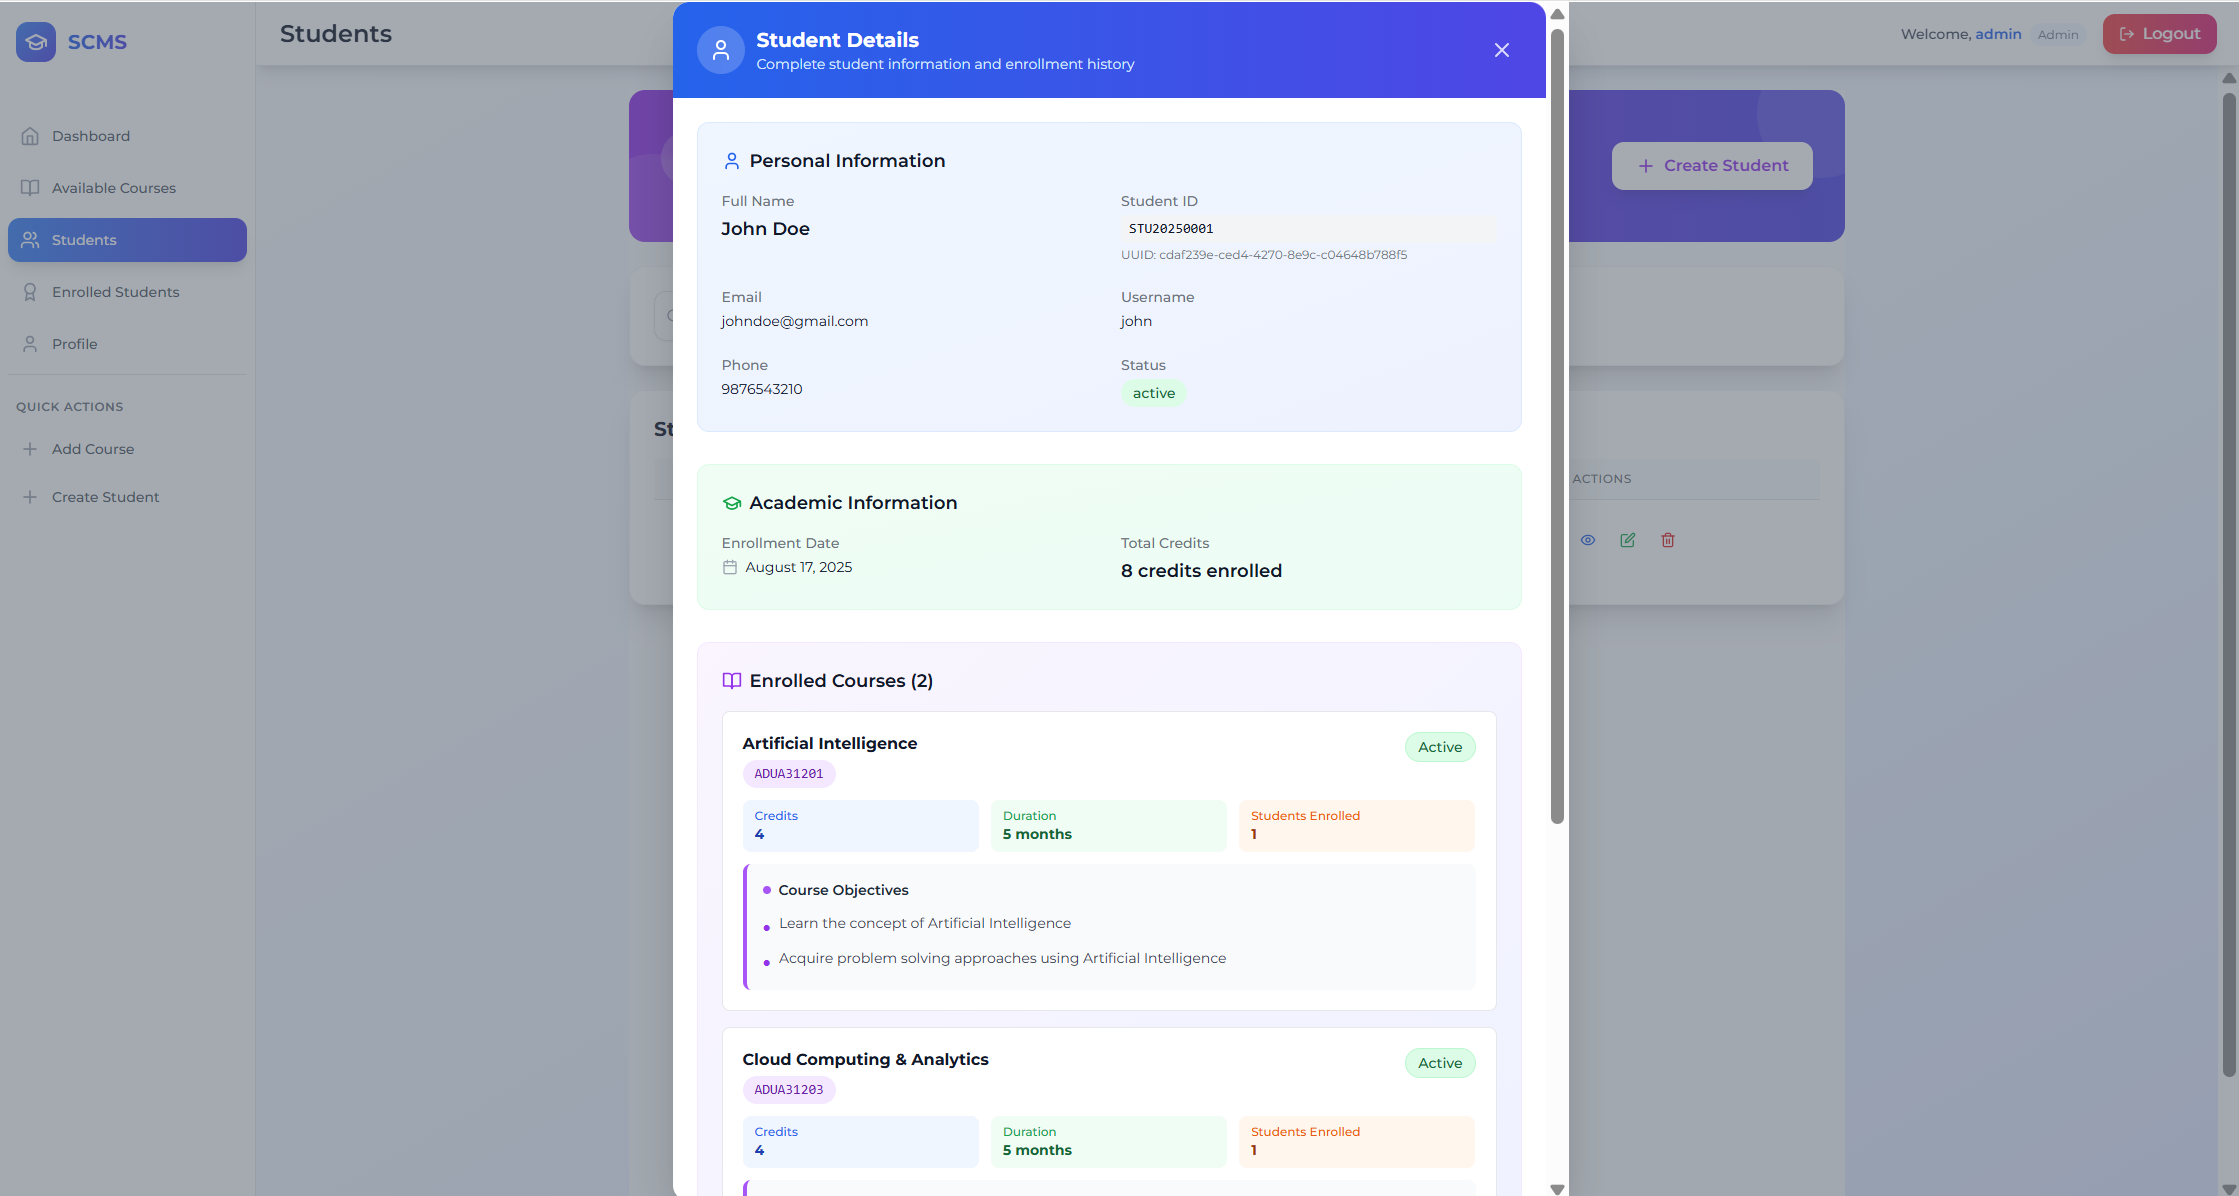 SCMS
Students
Welcome, admin
Admin
Logout
Dashboard
Available Courses
Students
Enrolled Students
Profile
QUICK ACTIONS
Add Course
Create Student
Create Student
ACTIONS
Student Details
Complete student information and enrollment history
Personal Information
Full Name
John Doe
Student ID
STU20250001
UUID: cdaf239e-ced4-4270-8e9c-c04648b788f5
Email
johndoe@gmail.com
Username
john
Phone
9876543210
Status
active
Academic Information
Enrollment Date
August 17, 2025
Total Credits
8 credits enrolled
Enrolled Courses (2)
Artificial Intelligence
Active
ADUA31201
Credits
4
Duration
5 months
Students Enrolled
1
Course Objectives
Learn the concept of Artificial Intelligence
Acquire problem solving approaches using Artificial Intelligence
Cloud Computing & Analytics
Active
ADUA31203
Credits
4
Duration
5 months
Students Enrolled
1